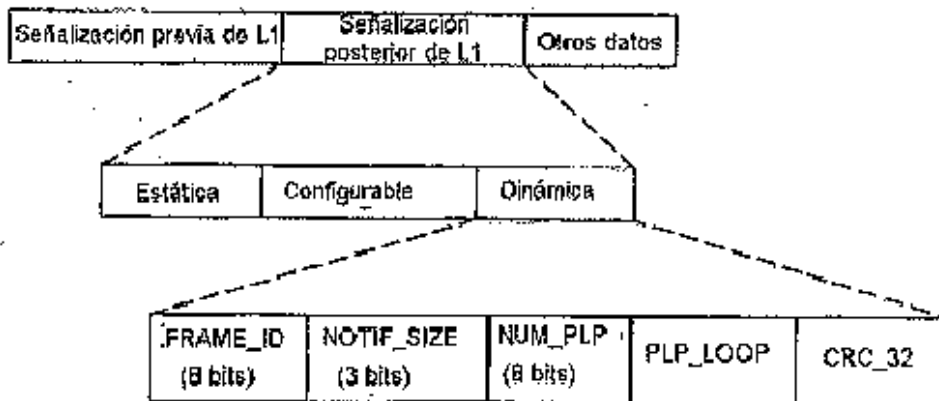 Señalización previa de L1
Señalización
posterior de L1
Otros datos
Estática
Configurable
Dinámica
FRAME_ID
(8 bits)
NOTIF_SIZE
(3 bits)
NUM_PLP
(8 bits)
PLP_LOOP
CRC_32